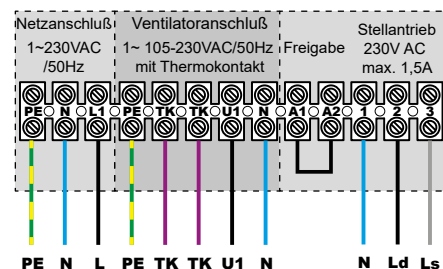 Netzanschluß
1~230VAC
/50Hz
Ventilatoranschluß
1~ 105-230VAC/50Hz
mit Thermokontakt
Freigabe
Stellantrieb
230V AC
max. 1,5A
PE N L1 PE TK TK U1 N A1 A2 1 2 3
PE N L PE TK TK U1 N N Ld Ls